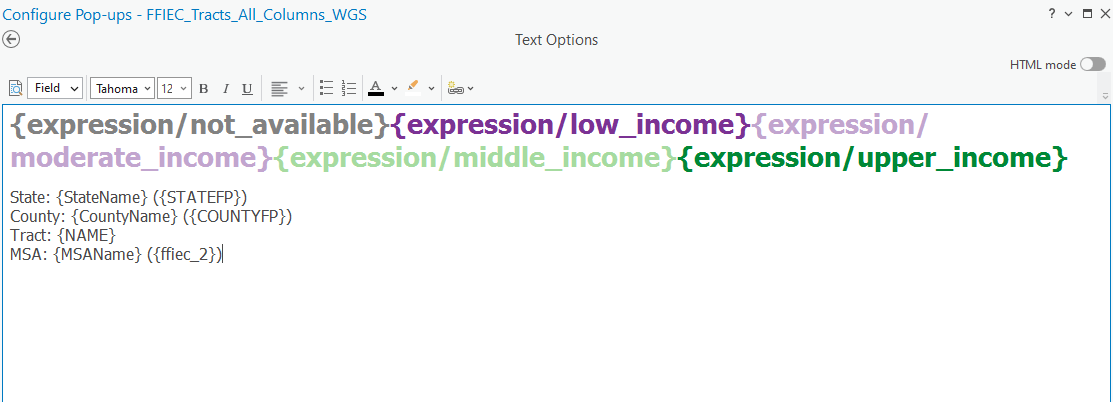 Configure Pop-ups - FFIEC_Tracts_All_Columns_WGS
?
Text Options
HTML mode
Field Tahoma 12 B I U A
{expression/not_available}{expression/low_income}{expression/
moderate_income}{expression/middle_income}{expression/upper_income}
State: {StateName} ({STATEFP})
County: {CountyName} ({COUNTYFP})
Tract: {NAME}
MSA: {MSAName} ({ffiec_2})